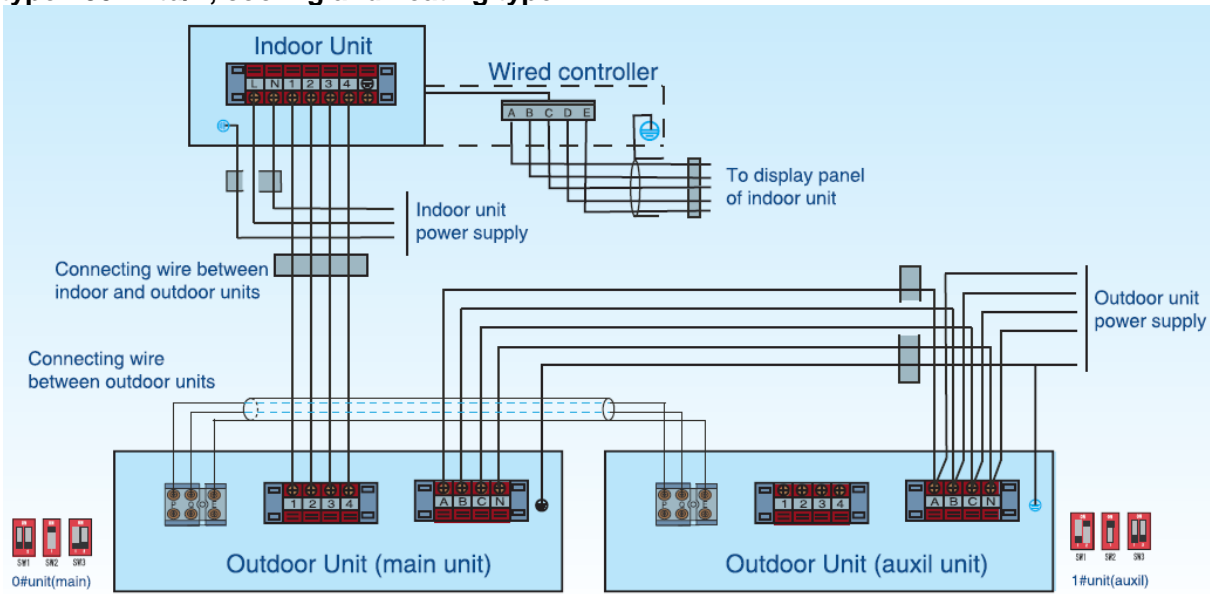 Indoor Unit
L N 1 2 3 4
Wired controller
A B C D E
To display panel
of indoor unit
Indoor unit
power supply
Connecting wire between
indoor and outdoor units
Outdoor unit
power supply
Connecting wire
between outdoor units
P Q E
1 2 3 4
A B C N
P Q E
1 2 3 4
A B C N
SW1 SW2 SW3
0#unit(main)
Outdoor Unit (main unit)
Outdoor Unit (auxil unit)
SW1 SW2 SW3
1#unit(auxil)